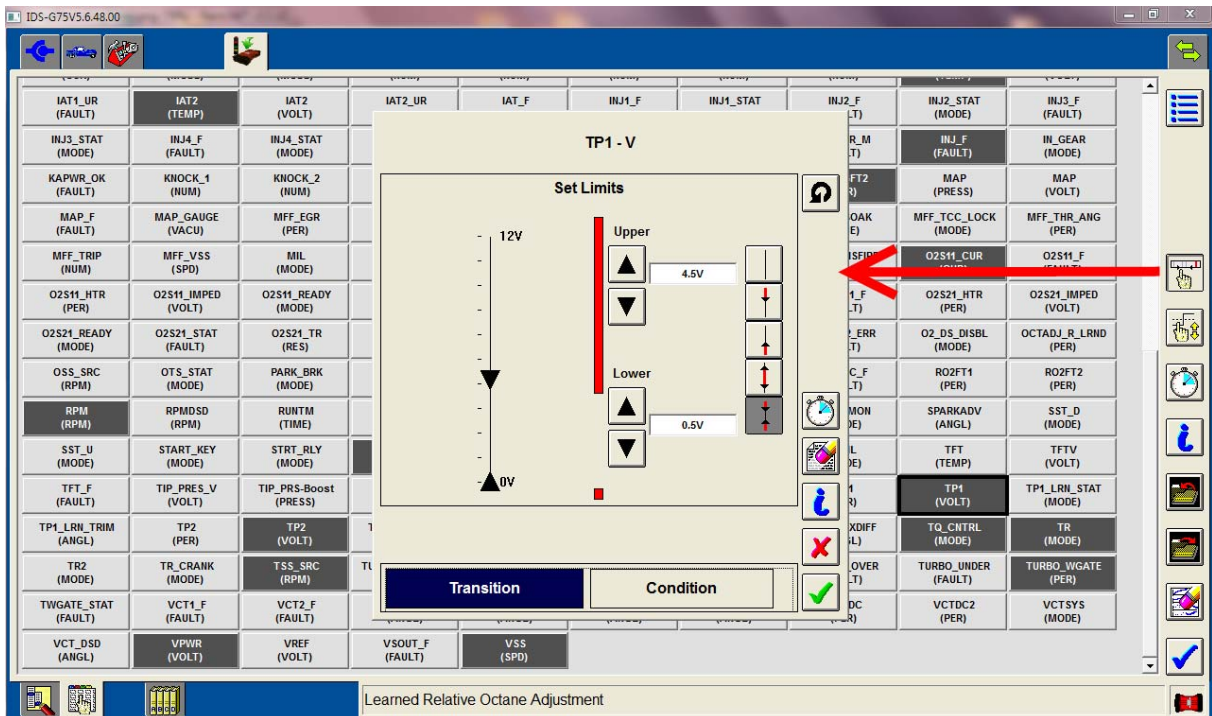 IDS-G75V5.6.48.00
IAT1_UR IAT2 IAT2 IAT2_UR IAT_F INJ1_F INJ1_STAT INJ2_F INJ2_STAT INJ3_F
(FAULT) (TEMP) (VOLT) (MODE) (FAULT)
TP1 - V
INJ3_STAT INJ4_F INJ4_STAT INJ_F IN_GEAR
(MODE) (FAULT) (MODE) (FAULT) (MODE)
KAPWR_OK KNOCK_1 KNOCK_2 MAP MAP
(FAULT) (NUM) (NUM) (PRESS) (VOLT)
Set Limits
MAP_F MAP_GAUGE MFF_EGR MFF_TCC_LOCK MFF_THR_ANG
(FAULT) (VACU) (PER) (MODE) (PER)
12V Upper
MFF_TRIP MFF_VSS MIL O2S11_CUR O2S11_F
(NUM) (SPD) (MODE)
4.5V
O2S11_HTR O2S11_IMPED O2S11_READY O2S21_HTR O2S21_IMPED
(PER) (VOLT) (MODE) (PER) (VOLT)
O2S21_READY O2S21_STAT O2S21_TR O2_DS_DISBL OCTADJ_R_LRND
(MODE) (FAULT) (RES) (MODE) (PER)
OSS_SRC OTS_STAT PARK_BRK RO2FT1 RO2FT2
(RPM) (MODE) (MODE) (PER) (PER)
Lower
RPM RPMDSD RUNTM SPARKADV SST_D
(RPM) (RPM) (TIME) (ANGL) (MODE)
0.5V
SST_U START_KEY STRT_RLY TFT TFTV
(MODE) (MODE) (MODE) (TEMP) (VOLT)
0V
TFT_F TIP_PRES_V TIP_PRS-Boost TP1 TP1_LRN_STAT
(FAULT) (VOLT) (PRESS) (VOLT) (MODE)
TP1_LRN_TRIM TP2 TP2 TQ_CNTRL TR
(ANGL) (PER) (VOLT) (MODE) (MODE)
TR2 TR_CRANK TSS_SRC TURBO_UNDER TURBO_WGATE
(MODE) (MODE) (RPM) (FAULT) (PER)
Transition Condition
TWGATE_STAT VCT1_F VCT2_F VCTDC2 VCTSYS
(FAULT) (FAULT) (FAULT) (PER) (MODE)
VCT_DSD VPWR VREF VSOUT_F VSS
(ANGL) (VOLT) (VOLT) (FAULT) (SPD)
Learned Relative Octane Adjustment